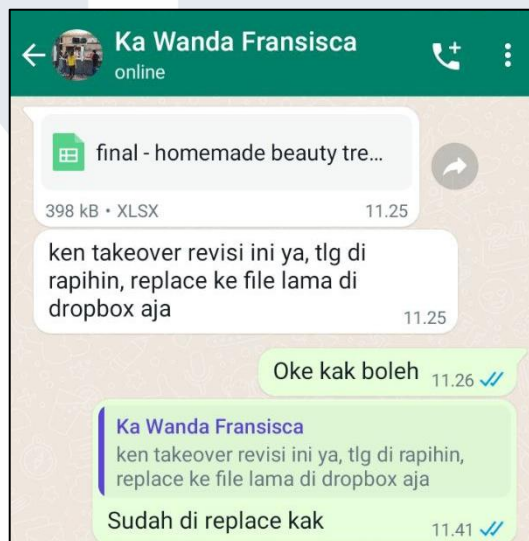 Ka Wanda Fransisca
online
final - homemade beauty tre...
398 kB • XLSX 11.25
ken takeover revisi ini ya, tlg di
rapihin, replace ke file lama di
dropbox aja
11.25
Oke kak boleh 11.26
Ka Wanda Fransisca
ken takeover revisi ini ya, tlg di rapihin,
replace ke file lama di dropbox aja
Sudah di replace kak 11.41